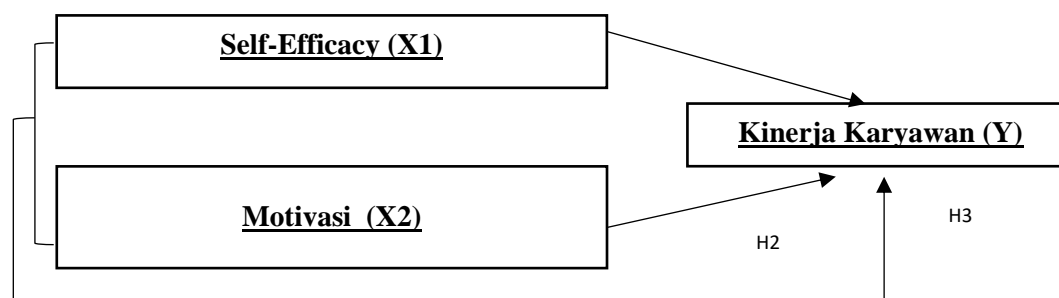 Self-Efficacy (X1)
Kinerja Karyawan (Y)
Motivasi (X2)
H3
H2